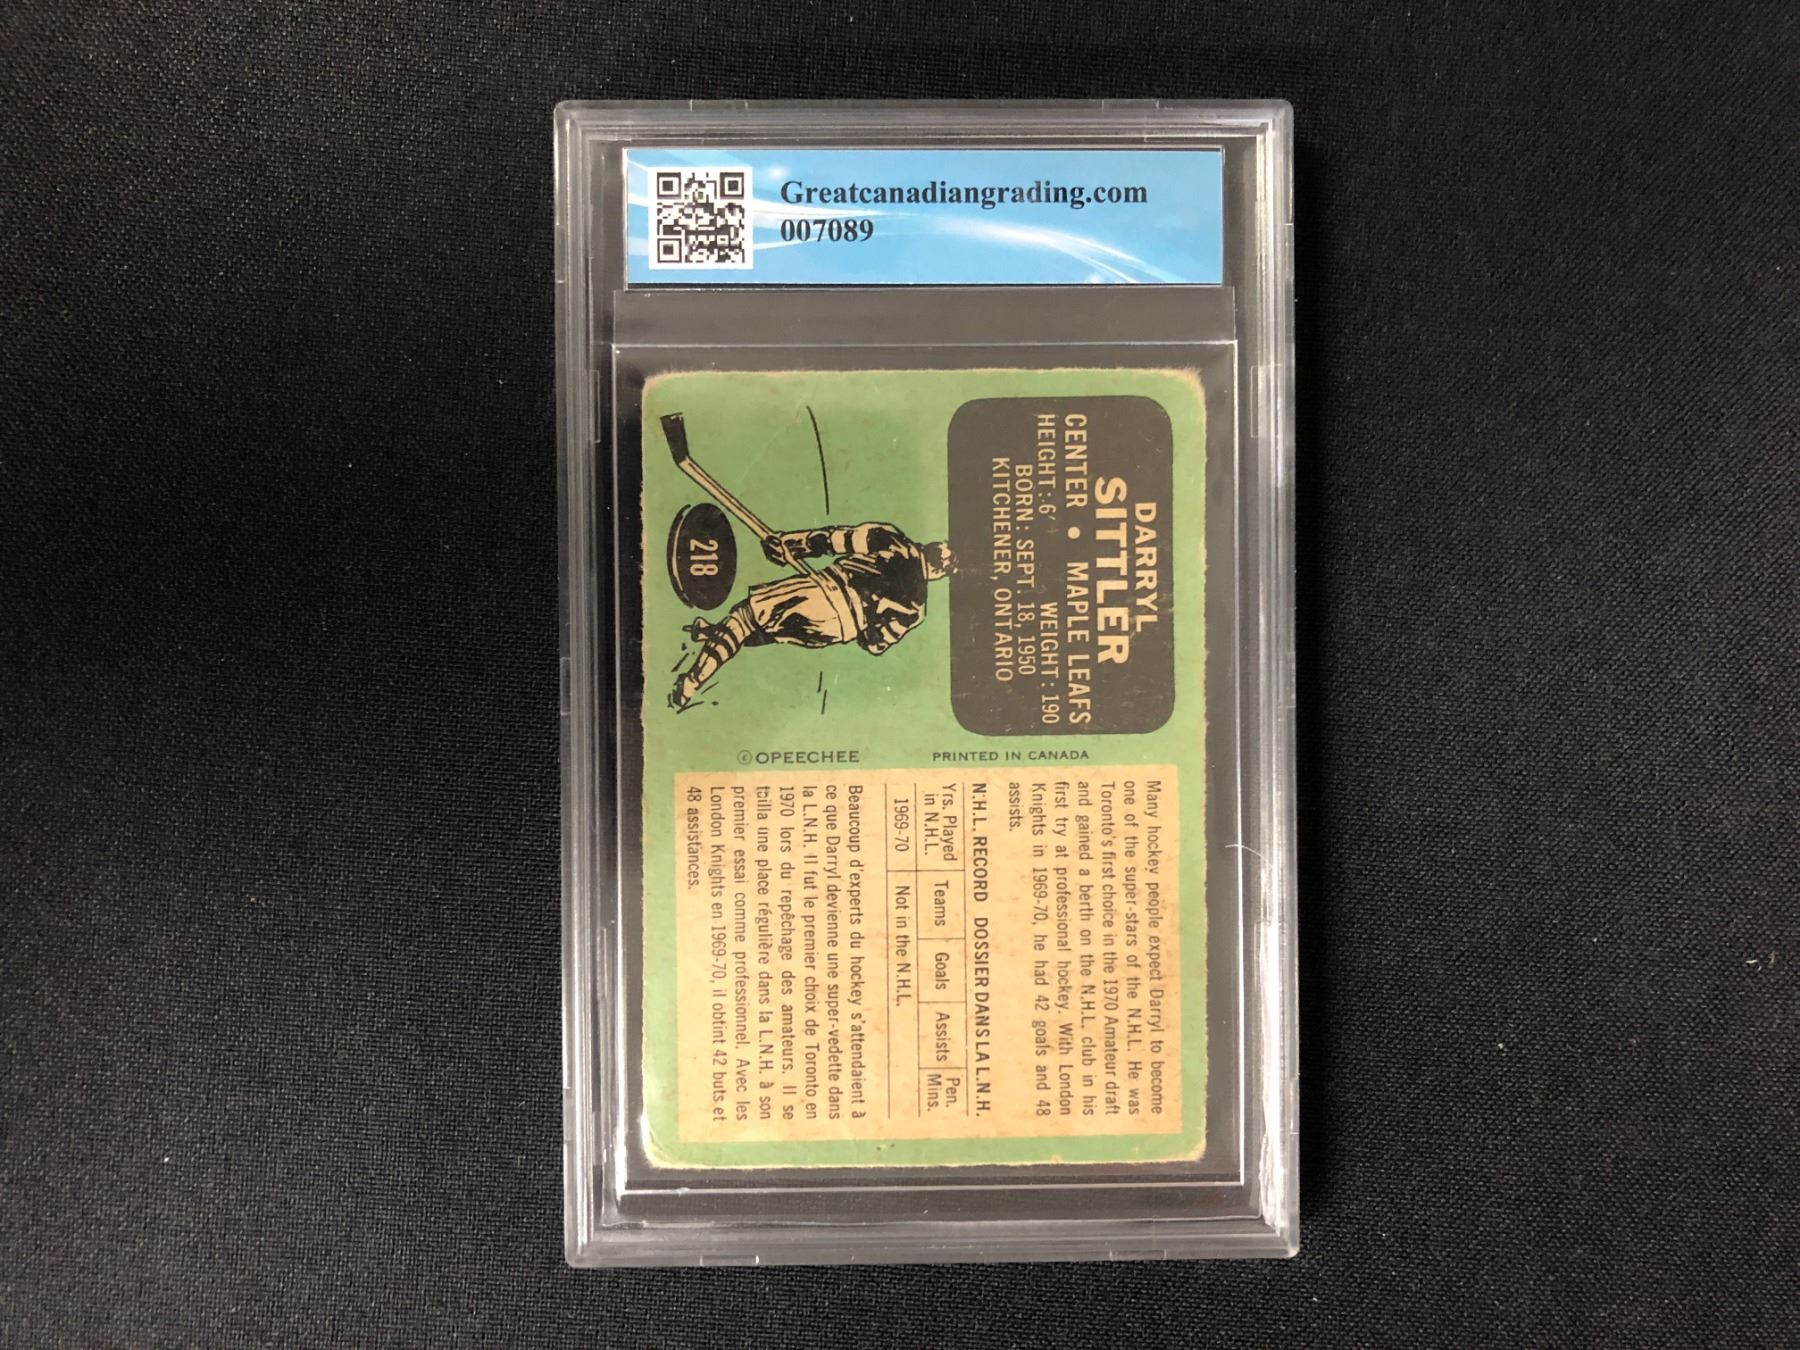 Greatcanadiangrading.com
007089
DARRYL
SITTLER
CENTER • MAPLE LEAFS
HEIGHT: 6' WEIGHT: 190
BORN: SEPT. 18, 1950
KITCHENER, ONTARIO
218
© OPEECHEE
PRINTED IN CANADA
Many hockey people expect Darryl to become
one of the super-stars of the N.H.L. He was
Toronto's first choice in the 1970 Amateur draft
and gained a berth on the N.H.L. club in his
first try at professional hockey. With London
Knights in 1969-70, he had 42 goals and 48
assists.
N.H.L. RECORD DOSSIER DANS LA L.N.H.
Yrs. Played in N.H.L. Teams Goals Assists Pen. Mins.
1969-70 Not in the N.H.L.
Beaucoup d'experts du hockey s'attendaient à
ce que Darryl devienne une super-vedette dans
la L.N.H. Il fut le premier choix de Toronto en
1970 lors du repêchage des amateurs. Il se
tailla une place régulière dans la L.N.H. à son
premier essai comme professionnel. Avec les
London Knights en 1969-70, il obtint 42 buts et
48 assistances.